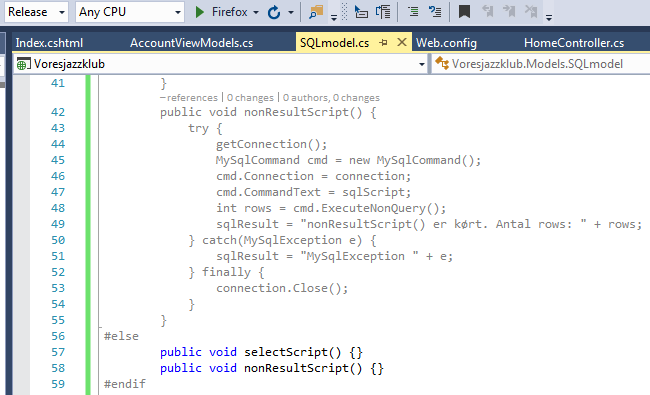 Release Any CPU Firefox
Index.cshtml AccountViewModels.cs SQLmodel.cs Web.config HomeController.cs
Voresjazzklub Voresjazzklub.Models.SQLmodel
41 }
– references | 0 changes | 0 authors, 0 changes
42 public void nonResultScript() {
43 try {
44 getConnection();
45 MySqlCommand cmd = new MySqlCommand();
46 cmd.Connection = connection;
47 cmd.CommandText = sqlScript;
48 int rows = cmd.ExecuteNonQuery();
49 sqlResult = "nonResultScript() er kørt. Antal rows: " + rows;
50 } catch(MySqlException e) {
51 sqlResult = "MySqlException " + e;
52 } finally {
53 connection.Close();
54 }
55 }
56 #else
57 public void selectScript() {}
58 public void nonResultScript() {}
59 #endif